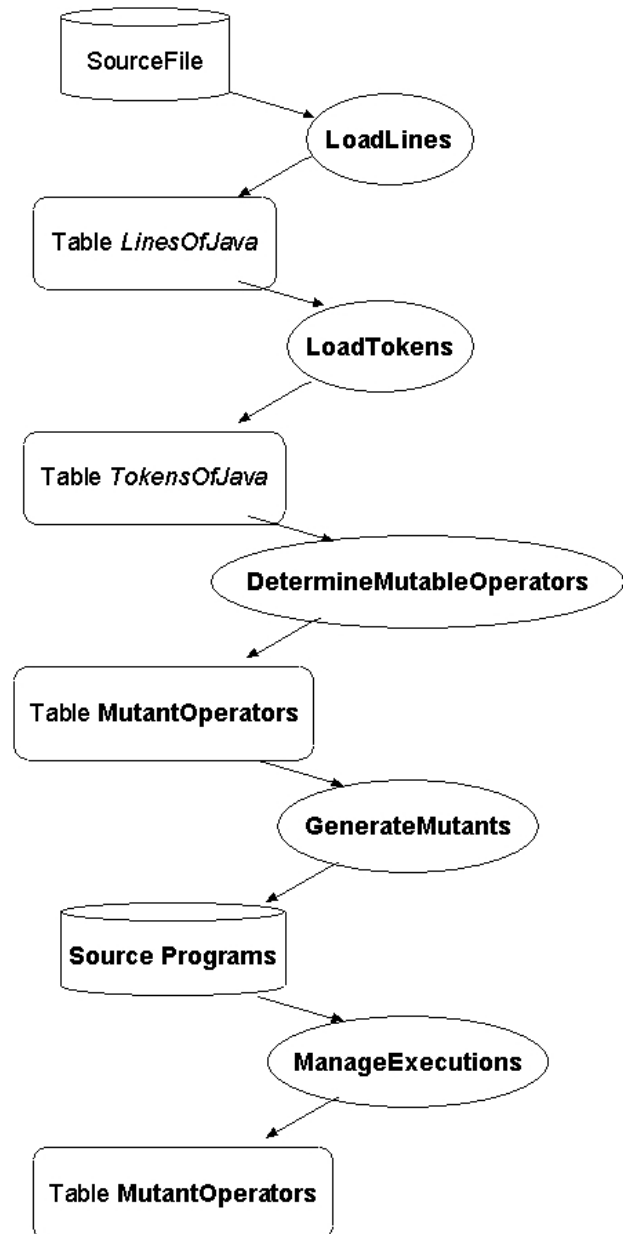 SourceFile
LoadLines
Table LinesOfJava
LoadTokens
Table TokensOfJava
DetermineMutableOperators
Table MutantOperators
GenerateMutants
Source Programs
ManageExecutions
Table MutantOperators